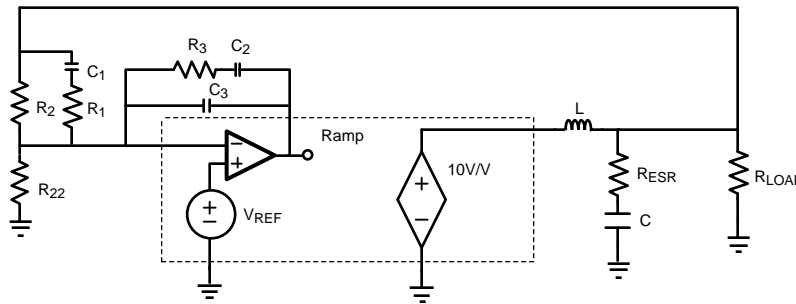 R3
C2
C1
C3
R2
R1
Ramp
L
10V/V
RESR
RLOAD
R22
VREF
C